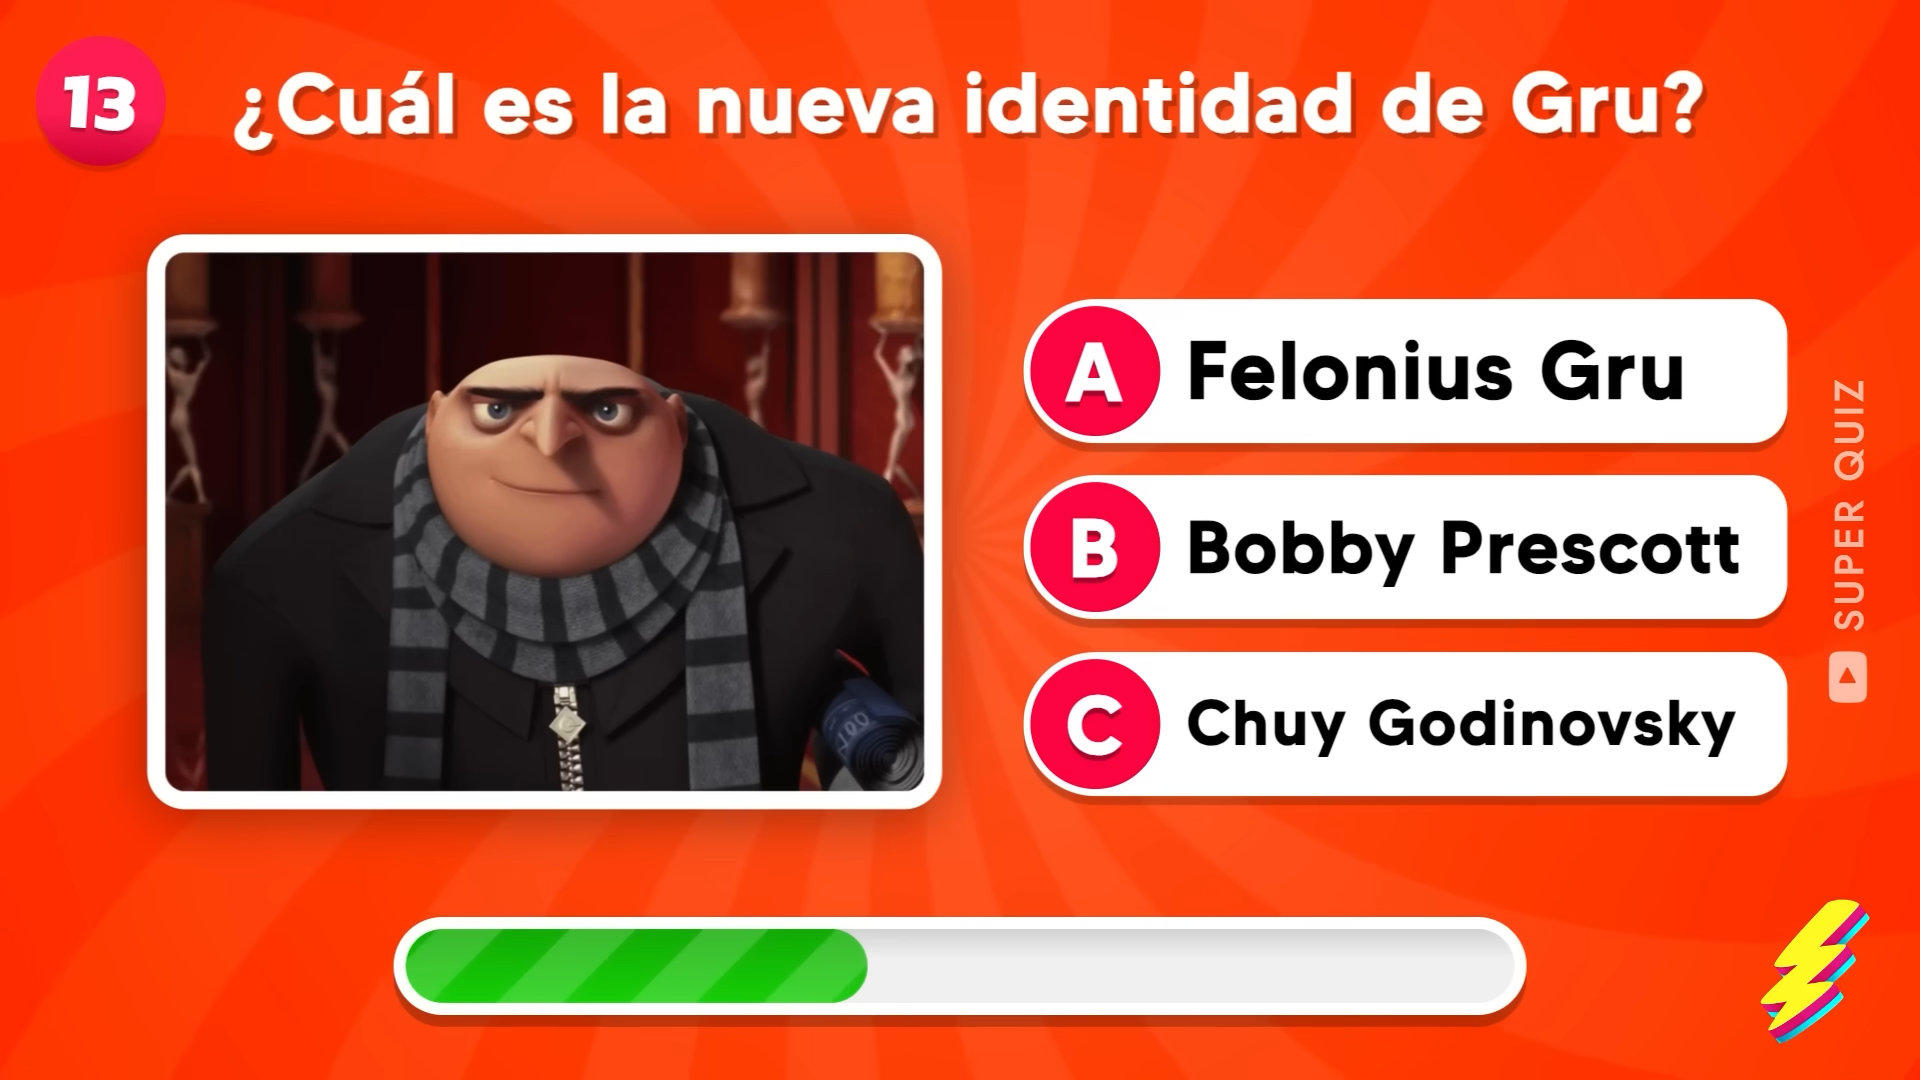 13
¿Cuál es la nueva identidad de Gru?
A Felonius Gru
B Bobby Prescott
C Chuy Godinovsky
SUPER QUIZ